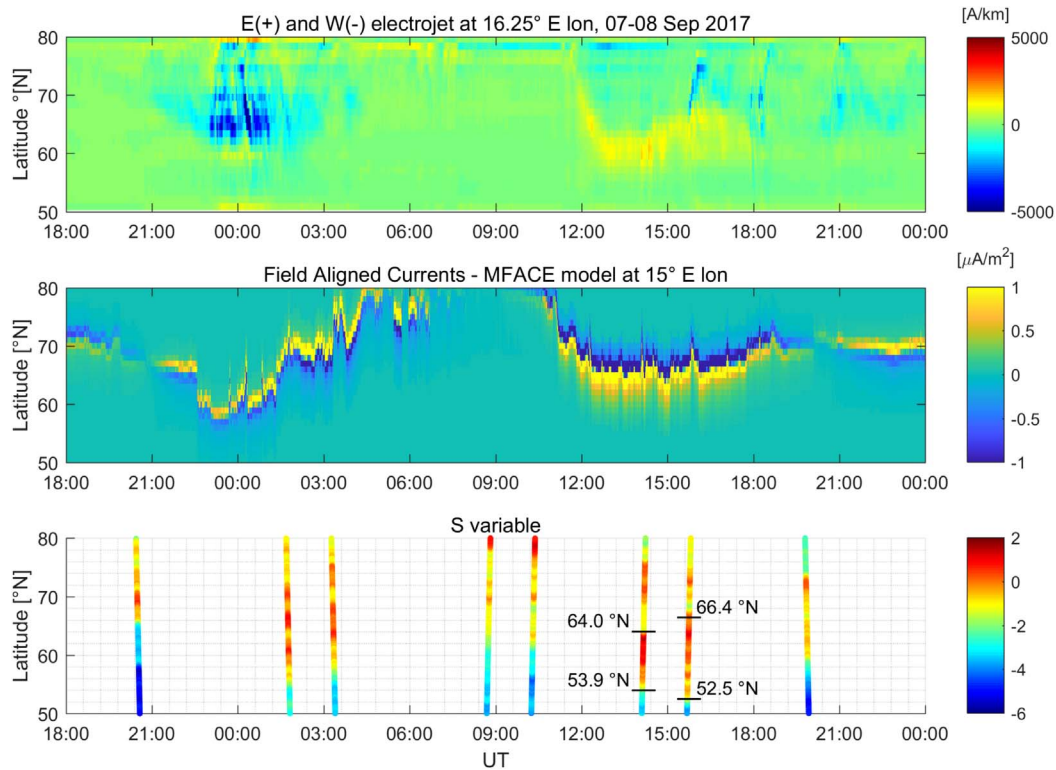 E(+) and W(-) electrojet at 16.25° E lon, 07-08 Sep 2017
[A/km]
Latitude °[N]
80
70
60
50
18:00 21:00 00:00 03:00 06:00 09:00 12:00 15:00 18:00 21:00 00:00
5000
0
-5000
Field Aligned Currents - MFACE model at 15° E lon
[µA/m²]
Latitude [°N]
80
70
60
50
18:00 21:00 00:00 03:00 06:00 09:00 12:00 15:00 18:00 21:00 00:00
1
0.5
0
-0.5
-1
S variable
Latitude [°N]
80
70
60
50
64.0 °N
66.4 °N
53.9 °N
52.5 °N
18:00 21:00 00:00 03:00 06:00 09:00 12:00 15:00 18:00 21:00 00:00
UT
2
0
-2
-4
-6